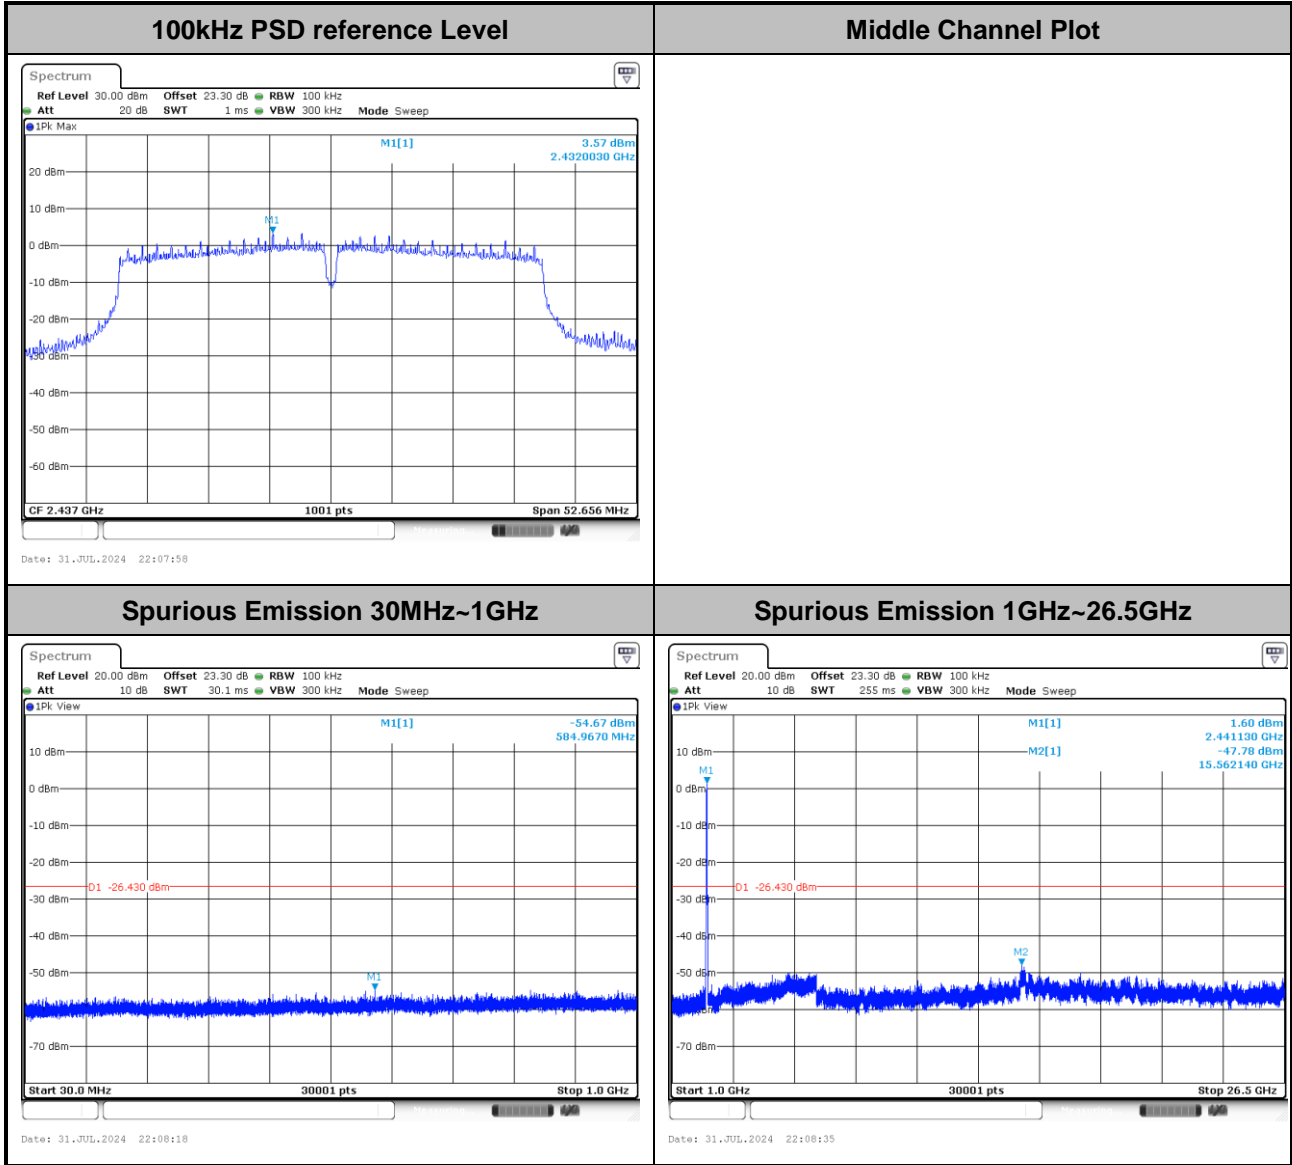 100kHz PSD reference Level
Middle Channel Plot
Spectrum
Ref Level 30.00 dBm Offset 23.30 dB RBW 100 kHz
Att 20 dB SWT 1 ms VBW 300 kHz Mode Sweep
1Pk Max
M1[1] 3.57 dBm
2.4320030 GHz
20 dBm
10 dBm
M1
0 dBm
-10 dBm
-20 dBm
-30 dBm
-40 dBm
-50 dBm
-60 dBm
CF 2.437 GHz 1001 pts Span 52.656 MHz
Measuring
Date: 31.JUL.2024 22:07:58
Spurious Emission 30MHz~1GHz
Spurious Emission 1GHz~26.5GHz
Spectrum
Ref Level 20.00 dBm Offset 23.30 dB RBW 100 kHz
Att 10 dB SWT 30.1 ms VBW 300 kHz Mode Sweep
1Pk View
M1[1] -54.67 dBm
584.9670 MHz
10 dBm
0 dBm
-10 dBm
-20 dBm
D1 -26.430 dBm
-30 dBm
-40 dBm
-50 dBm
M1
-70 dBm
Start 30.0 MHz 30001 pts Stop 1.0 GHz
Measuring
Date: 31.JUL.2024 22:08:18
Spectrum
Ref Level 20.00 dBm Offset 23.30 dB RBW 100 kHz
Att 10 dB SWT 255 ms VBW 300 kHz Mode Sweep
1Pk View
M1[1] 1.60 dBm
2.441130 GHz
10 dBm M2[1] -47.78 dBm
15.562140 GHz
M1
0 dBm
-10 dBm
-20 dBm
D1 -26.430 dBm
-30 dBm
-40 dBm
M2
-50 dBm
-70 dBm
Start 1.0 GHz 30001 pts Stop 26.5 GHz
Measuring
Date: 31.JUL.2024 22:08:35